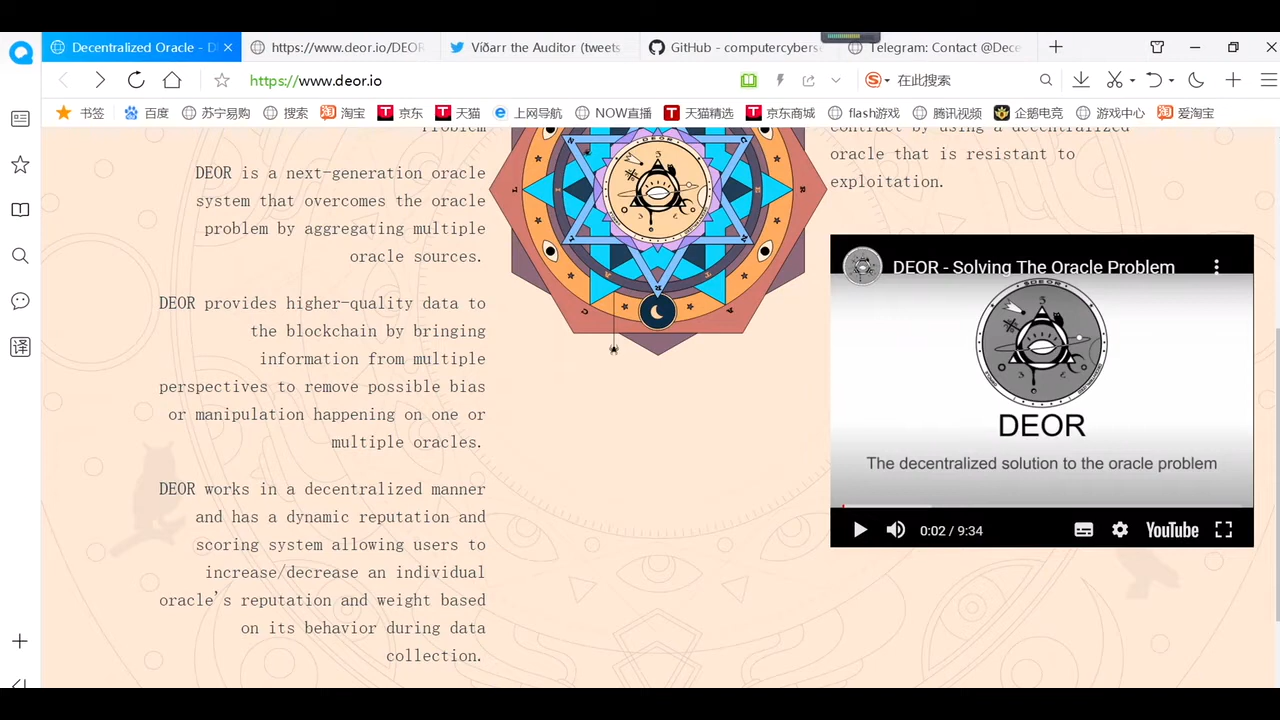 Decentralized Oracle - D
https://www.deor.io/DEOR
Víðarr the Auditor (tweets
GitHub - computercybers
Telegram: Contact @Dece
https://www.deor.io
在此搜索
书签
百度
苏宁易购
搜索
淘宝
京东
天猫
上网导航
NOW直播
天猫精选
京东商城
flash游戏
腾讯视频
企鹅电竞
游戏中心
爱淘宝
译
Problem
DEOR is a next-generation oracle
system that overcomes the oracle
problem by aggregating multiple
oracle sources.
DEOR provides higher-quality data to
the blockchain by bringing
information from multiple
perspectives to remove possible bias
or manipulation happening on one or
multiple oracles.
DEOR works in a decentralized manner
and has a dynamic reputation and
scoring system allowing users to
increase/decrease an individual
oracle's reputation and weight based
on its behavior during data
collection.
contract by using a decentralized
oracle that is resistant to
exploitation.
DEOR - Solving The Oracle Problem
DEOR
The decentralized solution to the oracle problem
0:02 / 9:34
YouTube